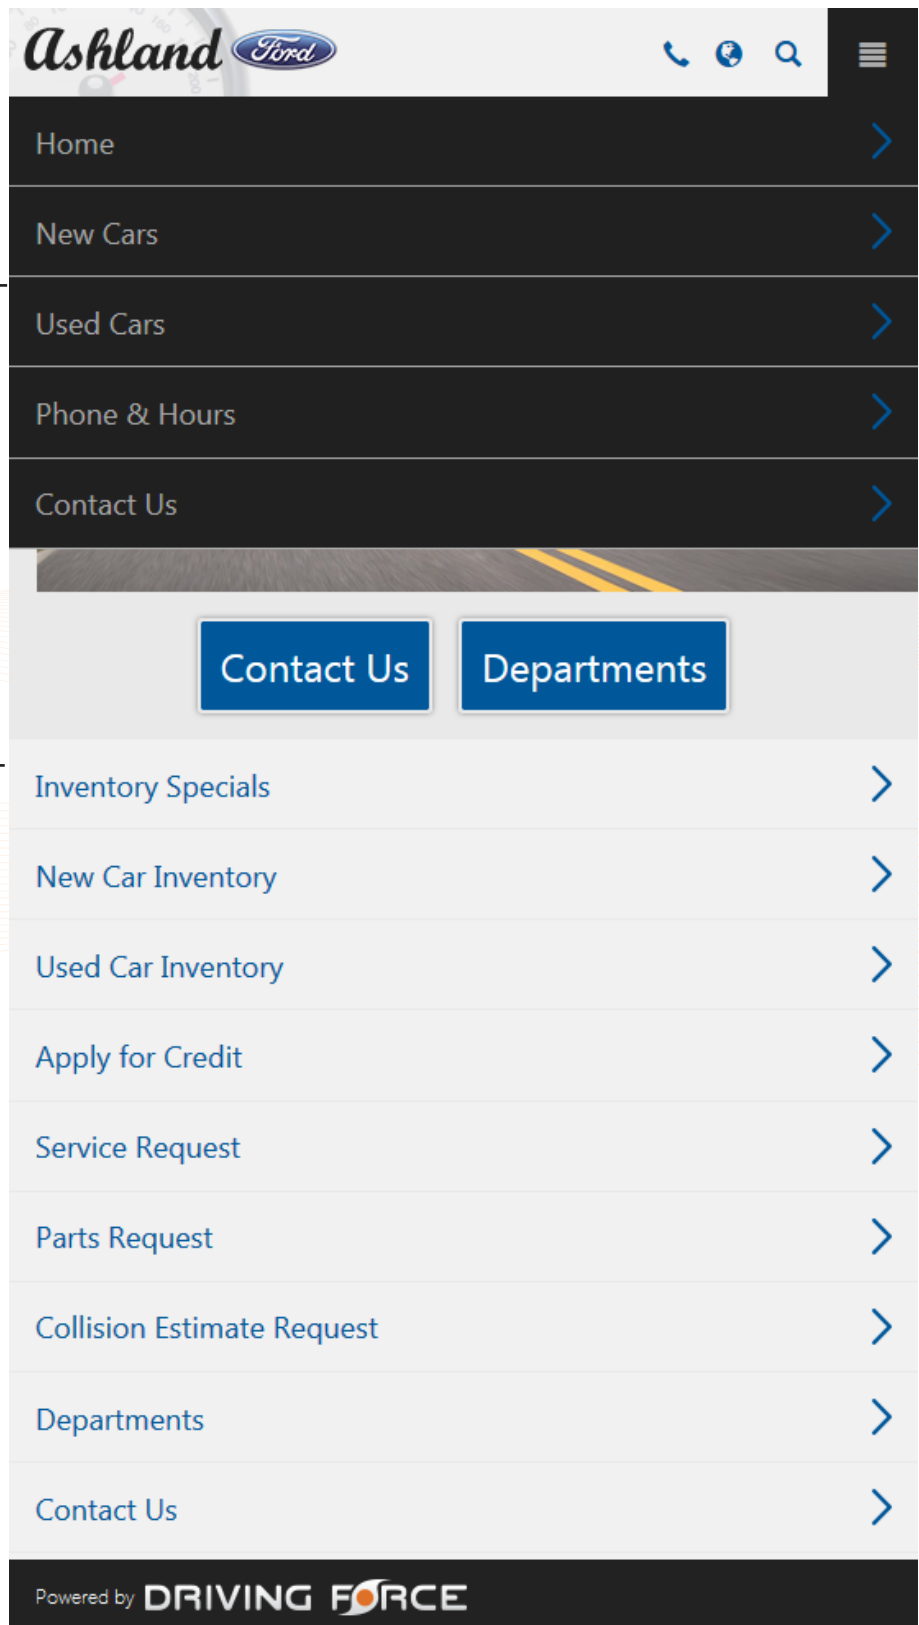 Ashland Ford
Home
New Cars
Used Cars
Phone & Hours
Contact Us
Contact Us Departments
Inventory Specials
New Car Inventory
Used Car Inventory
Apply for Credit
Service Request
Parts Request
Collision Estimate Request
Departments
Contact Us
Powered by DRIVING FORCE